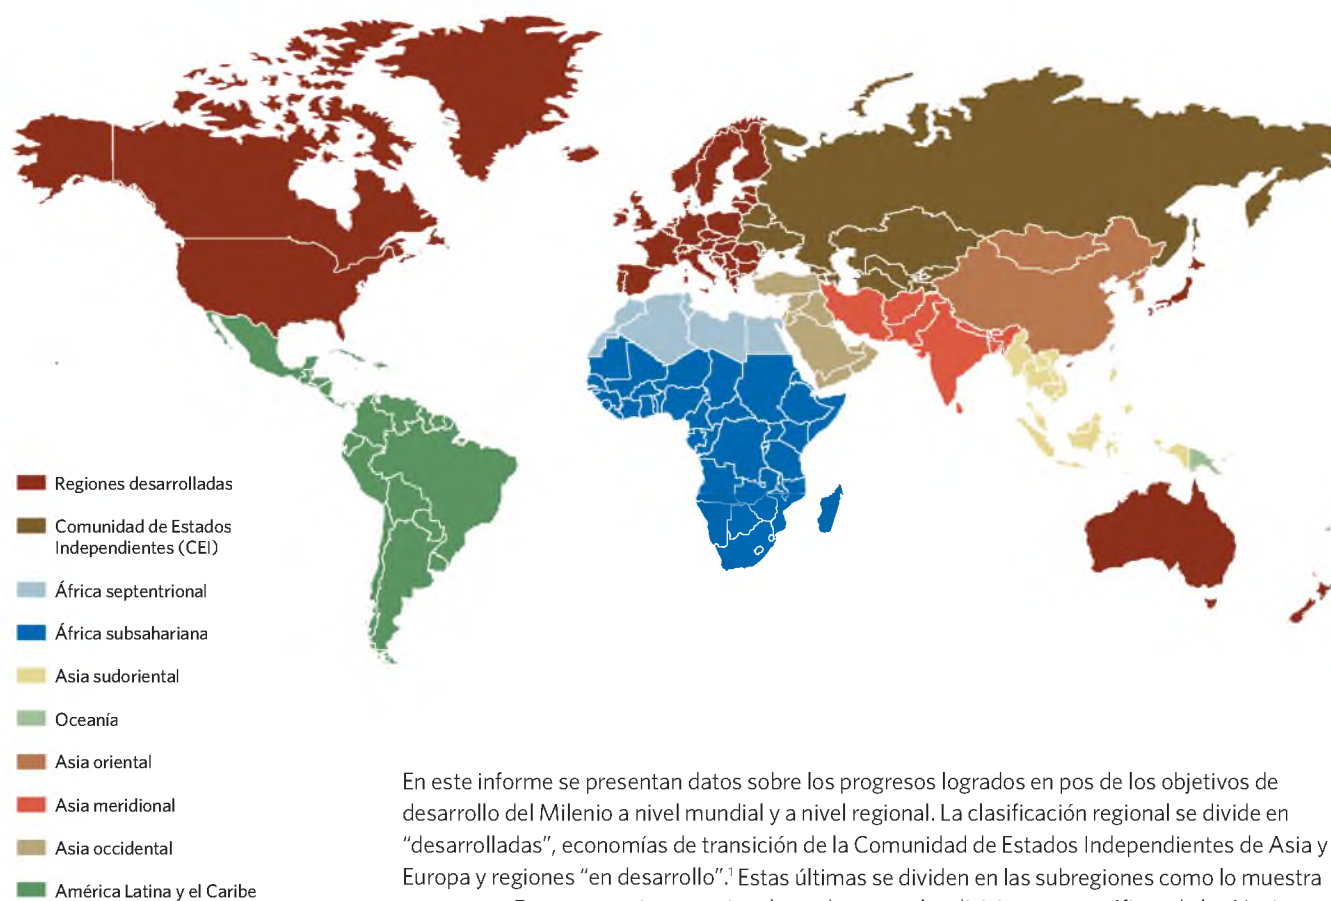 Regiones desarrolladas
Comunidad de Estados
Independientes (CEI)
África septentrional
África subsahariana
Asia sudoriental
Oceanía
Asia oriental
Asia meridional
Asia occidental
América Latina y el Caribe
En este informe se presentan datos sobre los progresos logrados en pos de los objetivos de
desarrollo del Milenio a nivel mundial y a nivel regional. La clasificación regional se divide en
“desarrolladas”, economías de transición de la Comunidad de Estados Independientes de Asia y
Europa y regiones “en desarrollo”.¹ Estas últimas se dividen en las subregiones como lo muestra